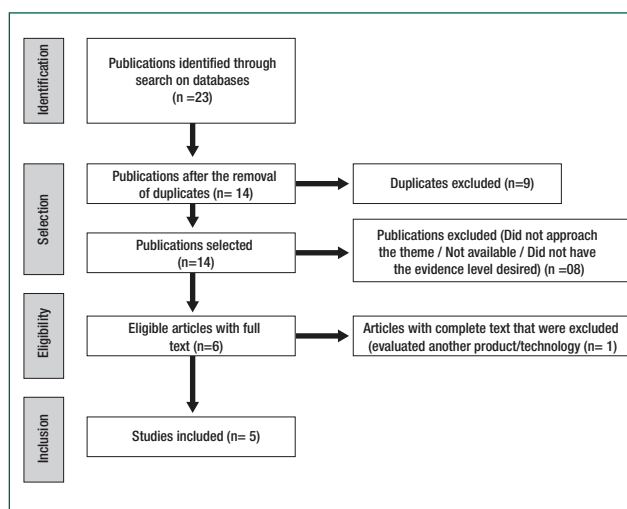 Identification
Publications identified through
search on databases
(n =23)
Selection
Publications after the removal
of duplicates (n= 14)
Duplicates excluded (n=9)
Publications selected
(n=14)
Publications excluded (Did not approach
the theme / Not available / Did not have
the evidence level desired) (n =08)
Eligibility
Eligible articles with full
text (n=6)
Articles with complete text that were excluded
(evaluated another product/technology (n= 1)
Inclusion
Studies included (n= 5)